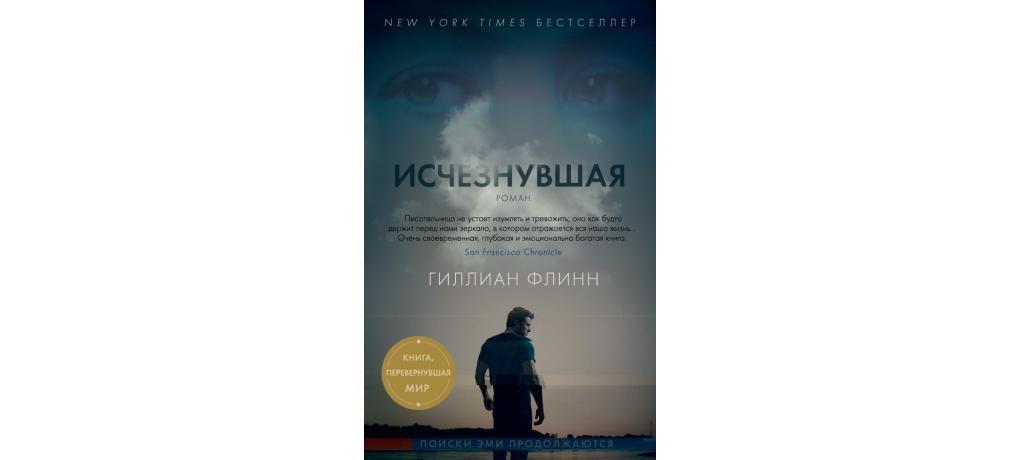 NEW YORK TIMES БЕСТСЕЛЛЕР
ИСЧЕЗНУВШАЯ
РОМАН
Писательница не устает изумлять и тревожить; она как будто
держит перед нами зеркало, в котором отражается вся наша жизнь...
Очень своевременная, глубокая и эмоционально богатая книга.
San Francisco Chronicle
ГИЛЛИАН ФЛИНН
КНИГА,
ПЕРЕВЕРНУВШАЯ
МИР
ПОИСКИ ЭМИ ПРОДОЛЖАЮТСЯ